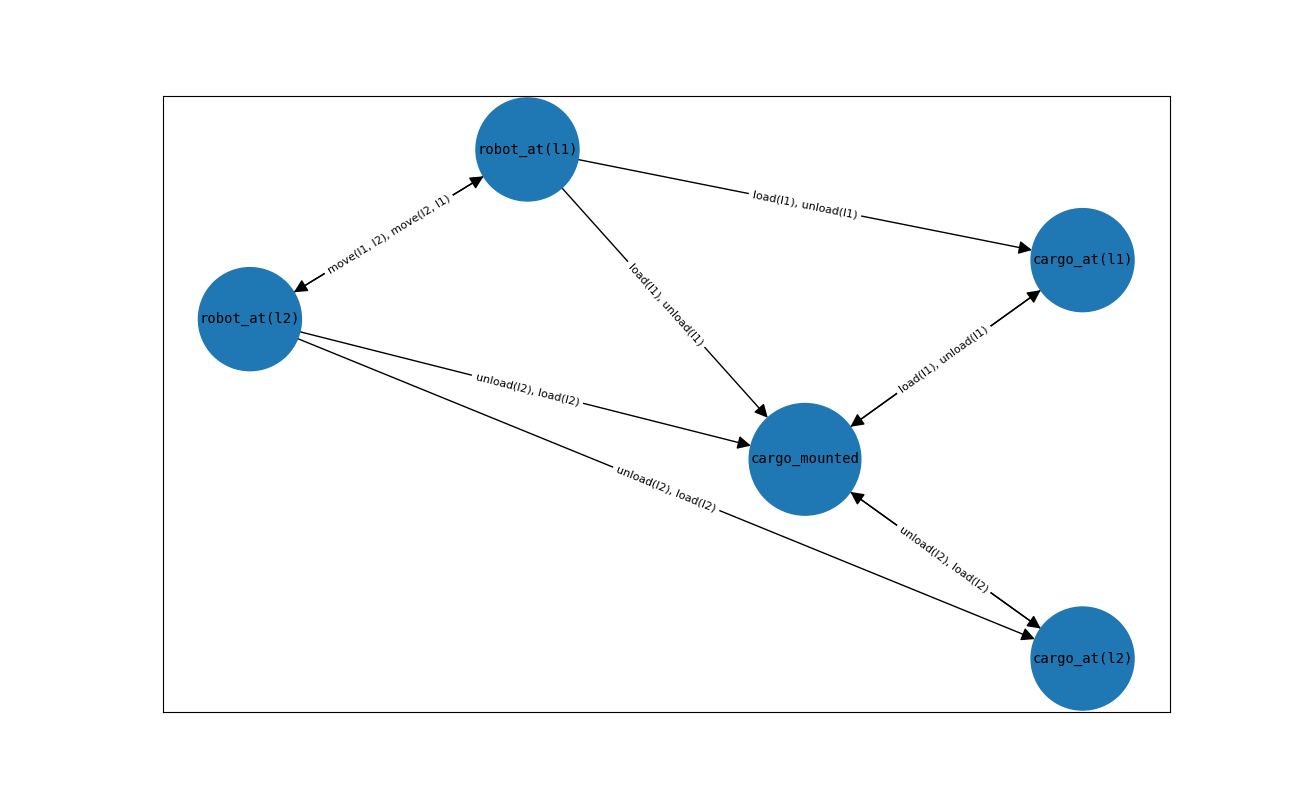 robot_at(l1)
load(l1), unload(l1)
move(l1, l2), move(l2, l1)
cargo_at(l1)
load(l1), unload(l1)
robot_at(l2)
load(l1), unload(l1)
unload(l2), load(l2)
cargo_mounted
unload(l2), load(l2)
unload(l2), load(l2)
cargo_at(l2)